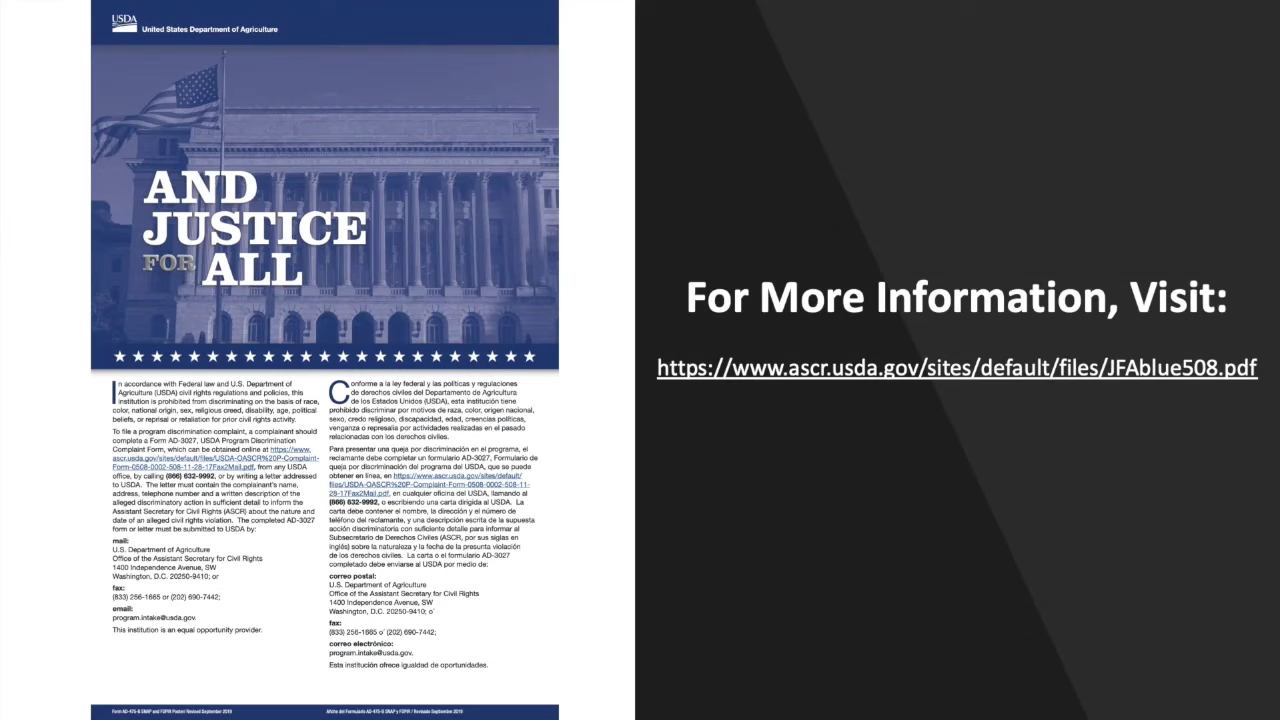 USDA
United States Department of Agriculture
AND
JUSTICE
FOR ALL
In accordance with Federal law and U.S. Department of
Agriculture (USDA) civil rights regulations and policies, this
institution is prohibited from discriminating on the basis of race,
color, national origin, sex, religious creed, disability, age, political
beliefs, or reprisal or retaliation for prior civil rights activity.
To file a program discrimination complaint, a complainant should
complete a Form AD-3027, USDA Program Discrimination
Complaint Form, which can be obtained online at https://www.
ascr.usda.gov/sites/default/files/USDA-OASCR%20P-Complaint-
Form-0508-0002-508-11-28-17Fax2Mail.pdf, from any USDA
office, by calling (866) 632-9992, or by writing a letter addressed
to USDA. The letter must contain the complainant's name,
address, telephone number and a written description of the
alleged discriminatory action in sufficient detail to inform the
Assistant Secretary for Civil Rights (ASCR) about the nature and
date of an alleged civil rights violation. The completed AD-3027
form or letter must be submitted to USDA by:
mail:
U.S. Department of Agriculture
Office of the Assistant Secretary for Civil Rights
1400 Independence Avenue, SW
Washington, D.C. 20250-9410; or
fax:
(833) 256-1665 or (202) 690-7442;
email:
program.intake@usda.gov.
This institution is an equal opportunity provider.
Conforme a la ley federal y las políticas y regulaciones
de derechos civiles del Departamento de Agricultura
de los Estados Unidos (USDA), esta institución tiene
prohibido discriminar por motivos de raza, color, origen nacional,
sexo, credo religioso, discapacidad, edad, creencias políticas,
venganza o represalia por actividades realizadas en el pasado
relacionadas con los derechos civiles.
Para presentar una queja por discriminación en el programa, el
reclamante debe completar un formulario AD-3027, Formulario de
queja por discriminación del programa del USDA, que se puede
obtener en línea, en https://www.ascr.usda.gov/sites/default/
files/USDA-OASCR%20P-Complaint-Form-0508-0002-508-11-
28-17Fax2Mail.pdf, en cualquier oficina del USDA, llamando al
(866) 632-9992, o escribiendo una carta dirigida al USDA. La
carta debe contener el nombre, la dirección y el número de
teléfono del reclamante, y una descripción escrita de la supuesta
acción discriminatoria con suficiente detalle para informar al
Subsecretario de Derechos Civiles (ASCR, por sus siglas en
inglés) sobre la naturaleza y la fecha de la presunta violación
de los derechos civiles. La carta o el formulario AD-3027
completado debe enviarse al USDA por medio de:
correo postal:
U.S. Department of Agriculture
Office of the Assistant Secretary for Civil Rights
1400 Independence Avenue, SW
Washington, D.C. 20250-9410; o´
fax:
(833) 256-1665 o´ (202) 690-7442;
correo electrónico:
program.intake@usda.gov.
Esta institución ofrece igualdad de oportunidades.
Form AD-475-B SNAP and FDPIR Poster/ Revised September 2019
Afiche del Formulario AD-475-B SNAP y FDPIR / Revisado Septiembre 2019
For More Information, Visit:
https://www.ascr.usda.gov/sites/default/files/JFAblue508.pdf